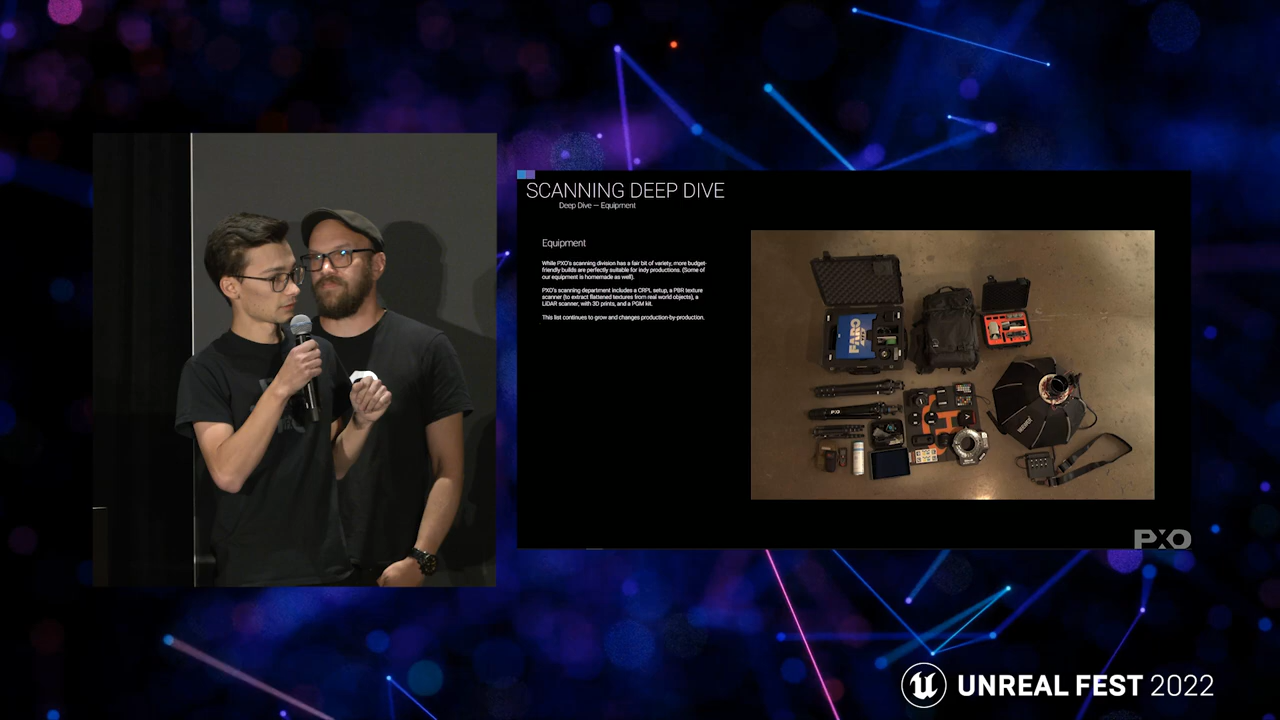 SCANNING DEEP DIVE
Deep Dive — Equipment
Equipment
While PXO's scanning division has a fair bit of variety, more budget-
friendly builds are perfectly suitable for indy productions. (Some of
our equipment is homemade as well).
PXO's scanning department includes a CRPL setup, a PBR texture
scanner (to extract flattened textures from real world objects), a
LiDAR scanner, with 3D prints, and a PGM kit.
This list continues to grow and changes production-by-production.
FARO
PXO
PXO
UNREAL FEST 2022